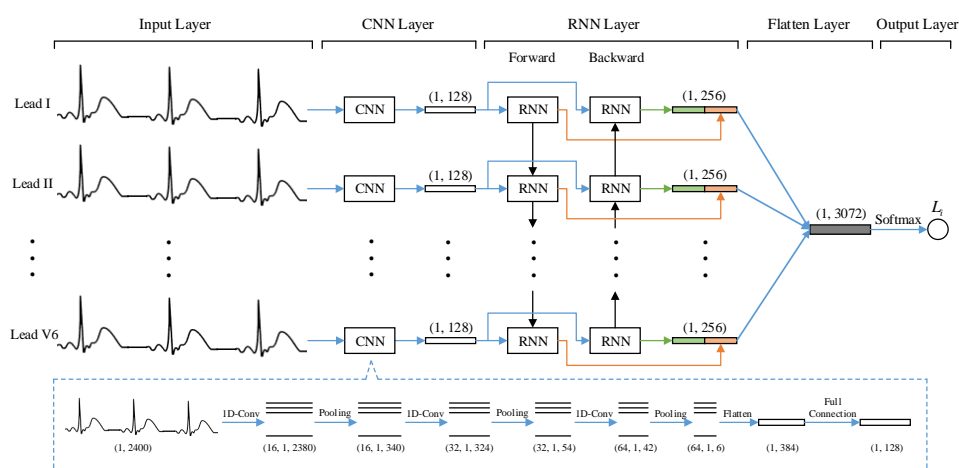 Input Layer CNN Layer RNN Layer Flatten Layer Output Layer
Forward Backward
Lead I CNN (1, 128) RNN RNN (1, 256)
Lead II CNN (1, 128) RNN RNN (1, 256)
(1, 3072) Softmax L_i
Lead V6 CNN (1, 128) RNN RNN (1, 256)
1D-Conv Pooling 1D-Conv Pooling 1D-Conv Pooling Flatten Full Connection
(1, 2400) (16, 1, 2380) (16, 1, 340) (32, 1, 324) (32, 1, 54) (64, 1, 42) (64, 1, 6) (1, 384) (1, 128)